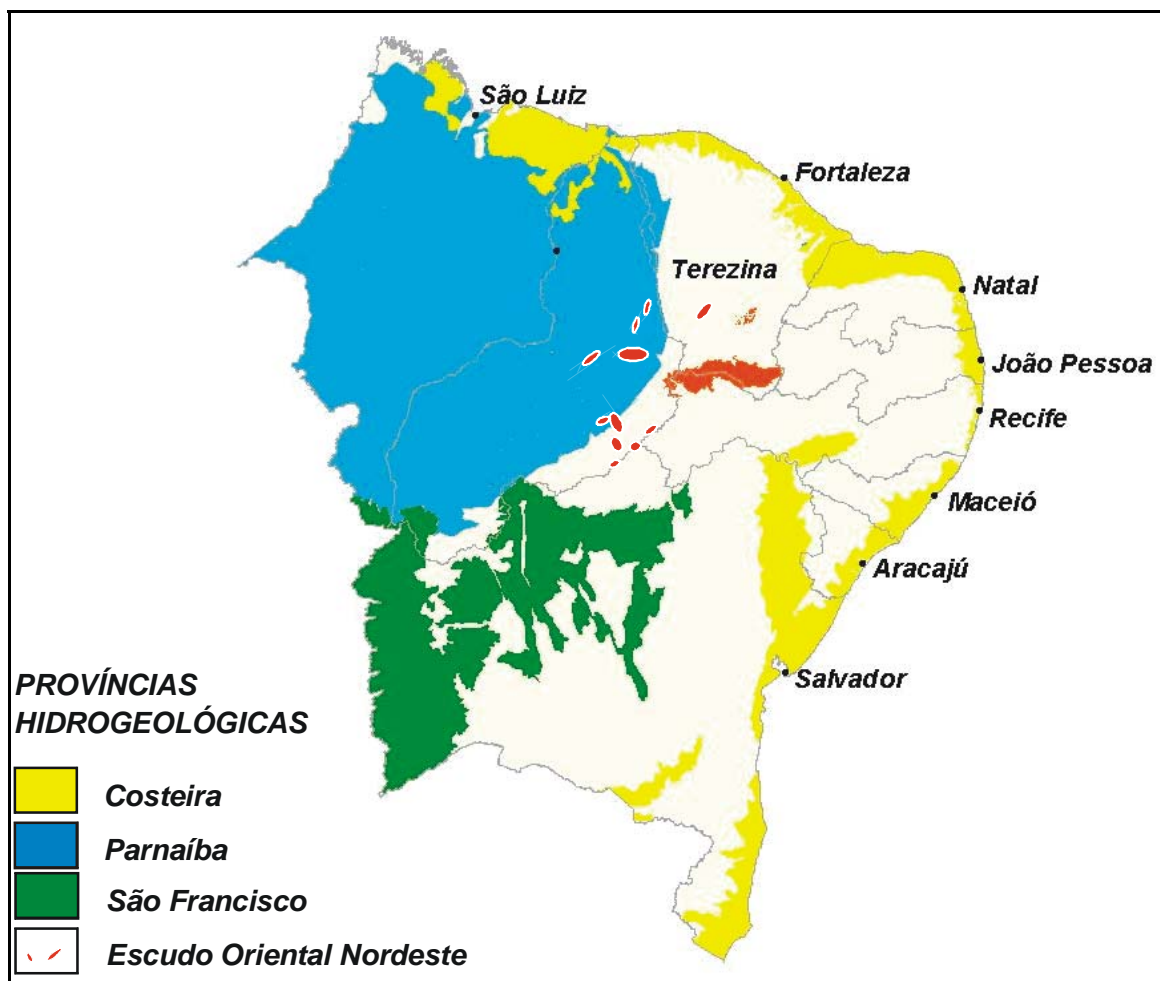 São Luiz
Fortaleza
Terezina
Natal
João Pessoa
Recife
Maceió
Aracajú
Salvador
PROVÍNCIAS
HIDROGEOLÓGICAS
Costeira
Parnaíba
São Francisco
Escudo Oriental Nordeste